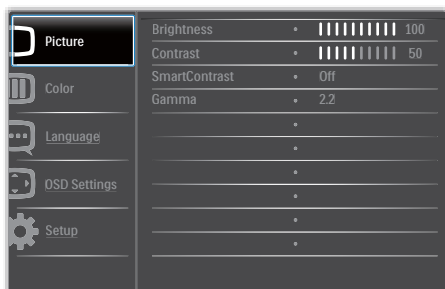 Picture
Color
Language
OSD Settings
Setup
Brightness 100
Contrast 50
SmartContrast Off
Gamma 2.2